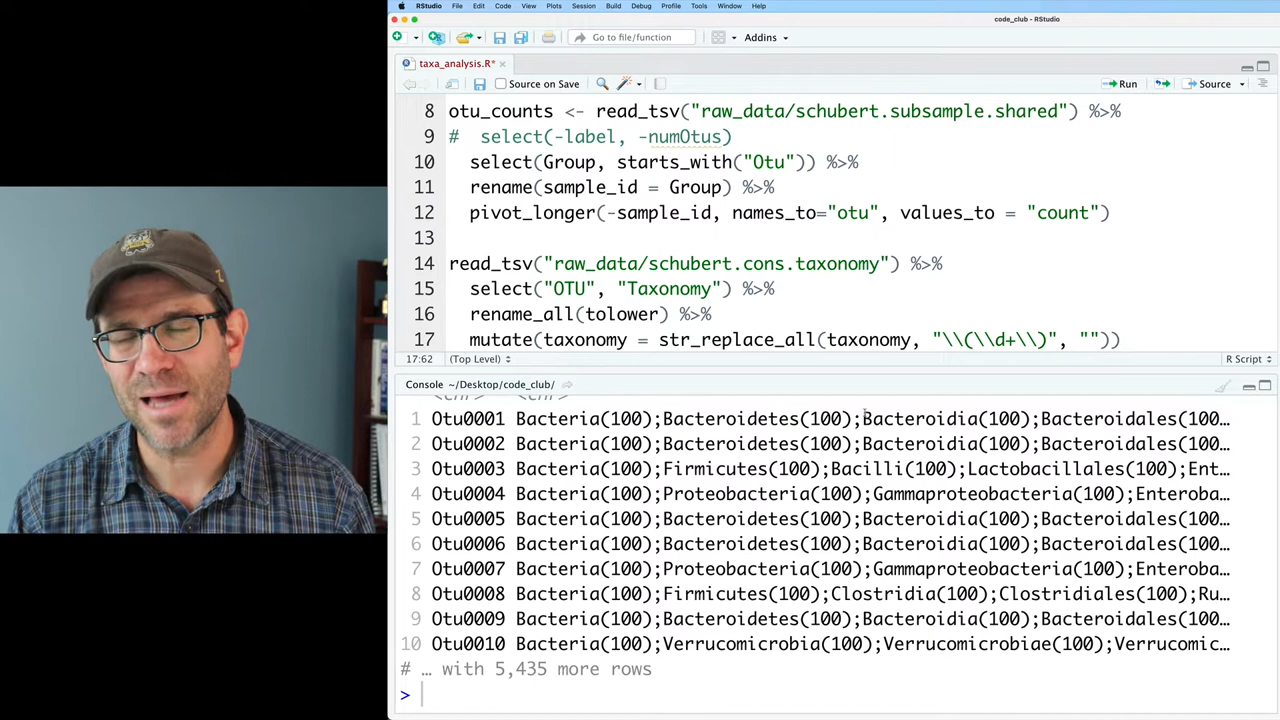 RStudio File Edit Code View Plots Session Build Debug Profile Tools Window Help
code_club - RStudio
Go to file/function Addins
taxa_analysis.R*
Source on Save Run Source
8 otu_counts <- read_tsv("raw_data/schubert.subsample.shared") %>%
9 #  select(-label, -numOtus)
10 select(Group, starts_with("Otu")) %>%
11 rename(sample_id = Group) %>%
12 pivot_longer(-sample_id, names_to="otu", values_to = "count")
13
14 read_tsv("raw_data/schubert.cons.taxonomy") %>%
15 select("OTU", "Taxonomy") %>%
16 rename_all(tolower) %>%
17 mutate(taxonomy = str_replace_all(taxonomy, "\\(\\d+\\)", ""))
17:62 (Top Level) R Script
Console ~/Desktop/code_club/
<chr> <chr>
1 Otu0001 Bacteria(100);Bacteroidetes(100);Bacteroidia(100);Bacteroidales(100…
2 Otu0002 Bacteria(100);Bacteroidetes(100);Bacteroidia(100);Bacteroidales(100…
3 Otu0003 Bacteria(100);Firmicutes(100);Bacilli(100);Lactobacillales(100);Ent…
4 Otu0004 Bacteria(100);Proteobacteria(100);Gammaproteobacteria(100);Enteroba…
5 Otu0005 Bacteria(100);Bacteroidetes(100);Bacteroidia(100);Bacteroidales(100…
6 Otu0006 Bacteria(100);Bacteroidetes(100);Bacteroidia(100);Bacteroidales(100…
7 Otu0007 Bacteria(100);Proteobacteria(100);Gammaproteobacteria(100);Enteroba…
8 Otu0008 Bacteria(100);Firmicutes(100);Clostridia(100);Clostridiales(100);Ru…
9 Otu0009 Bacteria(100);Bacteroidetes(100);Bacteroidia(100);Bacteroidales(100…
10 Otu0010 Bacteria(100);Verrucomicrobia(100);Verrucomicrobiae(100);Verrucomic…
# … with 5,435 more rows
>